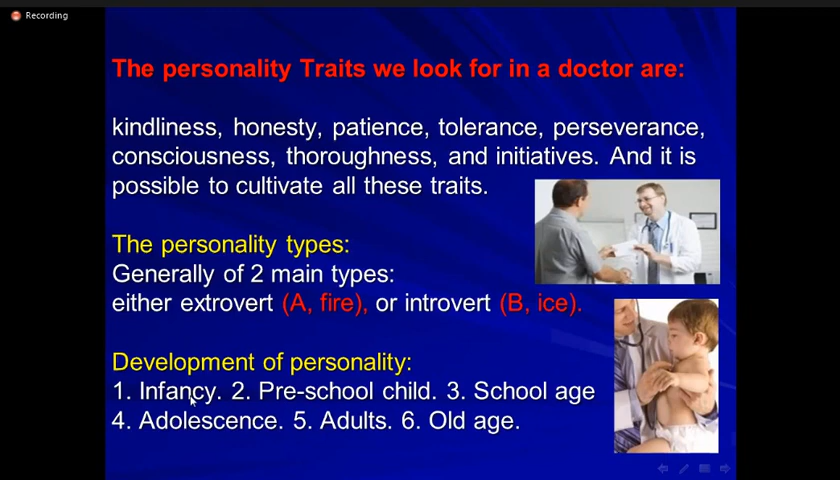 Recording
The personality Traits we look for in a doctor are:
kindliness, honesty, patience, tolerance, perseverance,
consciousness, thoroughness, and initiatives. And it is
possible to cultivate all these traits.
The personality types:
Generally of 2 main types:
either extrovert (A, fire), or introvert (B, ice).
Development of personality:
1. Infancy. 2. Pre-school child. 3. School age
4. Adolescence. 5. Adults. 6. Old age.